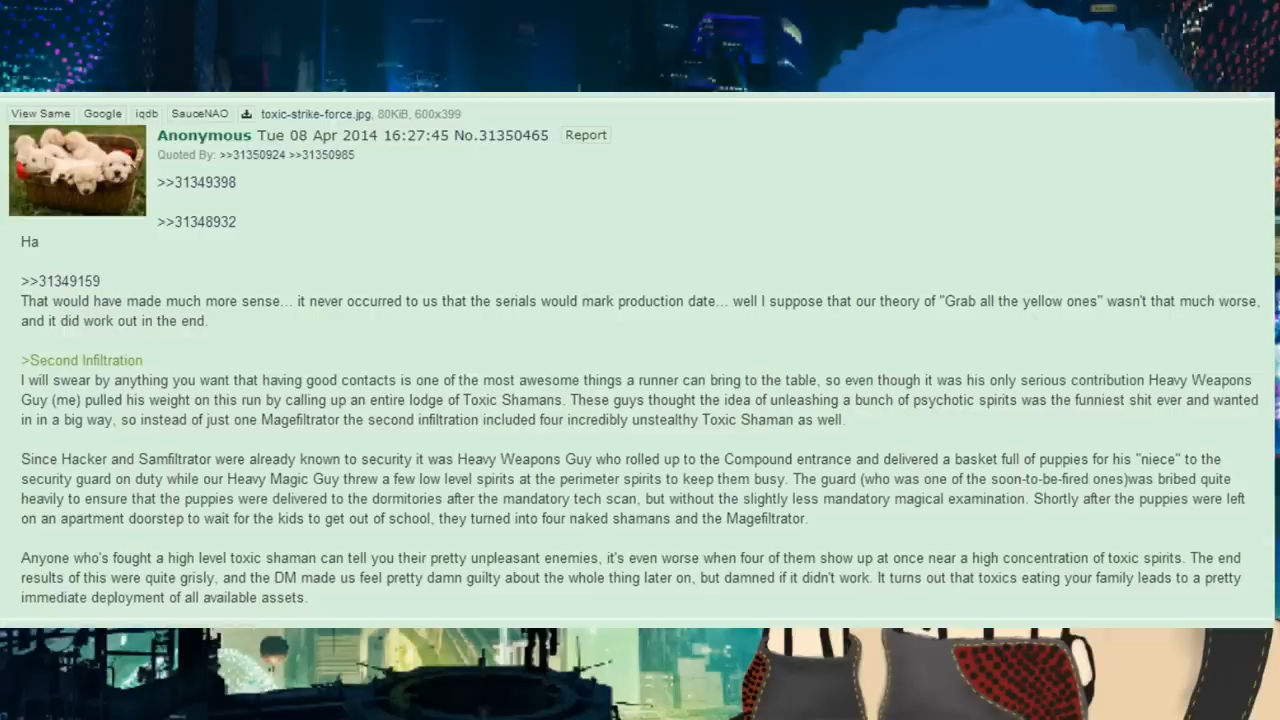 View Same Google iqdb SauceNAO toxic-strike-force.jpg, 80KiB, 600x399
Anonymous Tue 08 Apr 2014 16:27:45 No.31350465 Report
Quoted By: >>31350924 >>31350985
>>31349398
>>31348932
Ha
>>31349159
That would have made much more sense... it never occurred to us that the serials would mark production date... well I suppose that our theory of "Grab all the yellow ones" wasn't that much worse,
and it did work out in the end.
>Second Infiltration
I will swear by anything you want that having good contacts is one of the most awesome things a runner can bring to the table, so even though it was his only serious contribution Heavy Weapons
Guy (me) pulled his weight on this run by calling up an entire lodge of Toxic Shamans. These guys thought the idea of unleashing a bunch of psychotic spirits was the funniest shit ever and wanted
in in a big way, so instead of just one Magefiltrator the second infiltration included four incredibly unstealthy Toxic Shaman as well.
Since Hacker and Samfiltrator were already known to security it was Heavy Weapons Guy who rolled up to the Compound entrance and delivered a basket full of puppies for his "niece" to the
security guard on duty while our Heavy Magic Guy threw a few low level spirits at the perimeter spirits to keep them busy. The guard (who was one of the soon-to-be-fired ones)was bribed quite
heavily to ensure that the puppies were delivered to the dormitories after the mandatory tech scan, but without the slightly less mandatory magical examination. Shortly after the puppies were left
on an apartment doorstep to wait for the kids to get out of school, they turned into four naked shamans and the Magefiltrator.
Anyone who's fought a high level toxic shaman can tell you their pretty unpleasant enemies, it's even worse when four of them show up at once near a high concentration of toxic spirits. The end
results of this were quite grisly, and the DM made us feel pretty damn guilty about the whole thing later on, but damned if it didn't work. It turns out that toxics eating your family leads to a pretty
immediate deployment of all available assets.